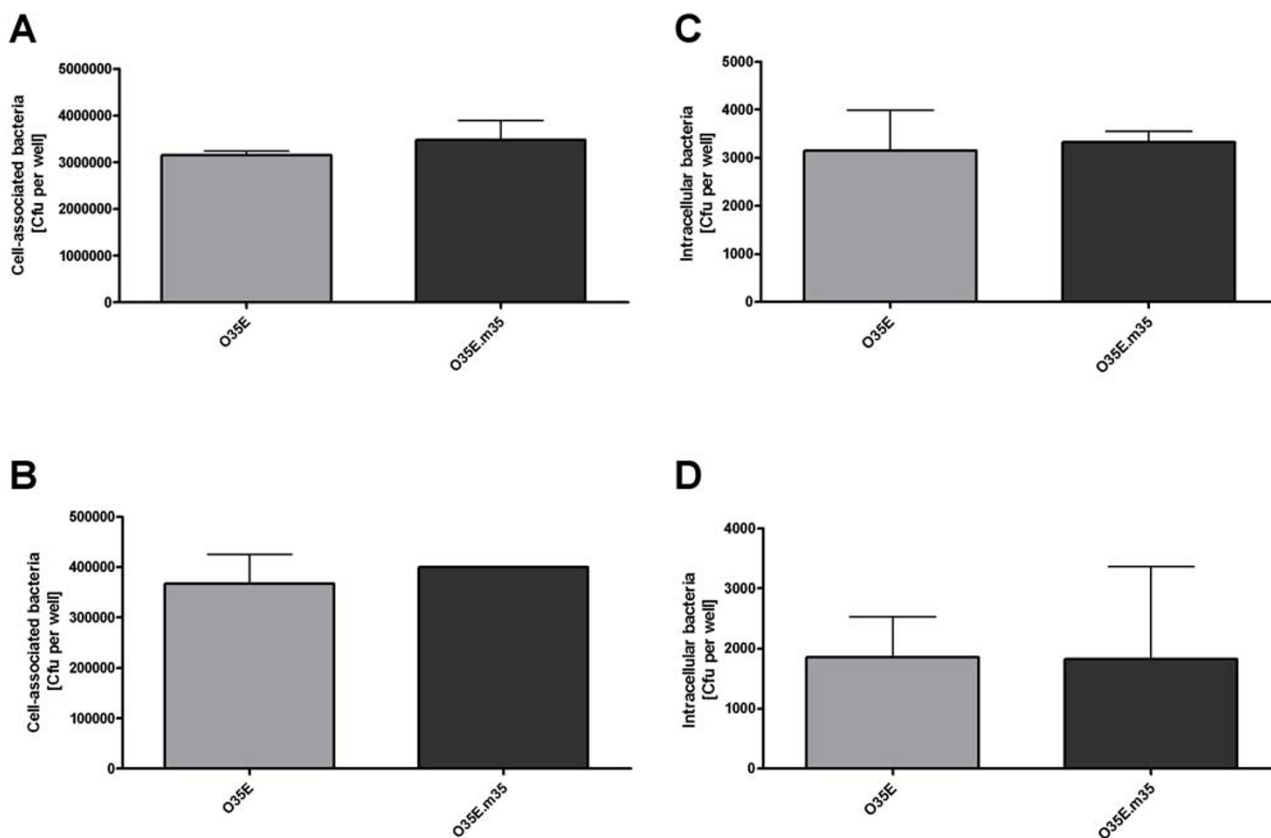 A
Cell-associated bacteria
[Cfu per well]
5000000
4000000
3000000
2000000
1000000
0
O35E
O35E.m35
C
Intracellular bacteria
[Cfu per well]
5000
4000
3000
2000
1000
0
O35E
O35E.m35
B
Cell-associated bacteria
[Cfu per well]
500000
400000
300000
200000
100000
0
O35E
O35E.m35
D
Intracellular bacteria
[Cfu per well]
4000
3000
2000
1000
0
O35E
O35E.m35